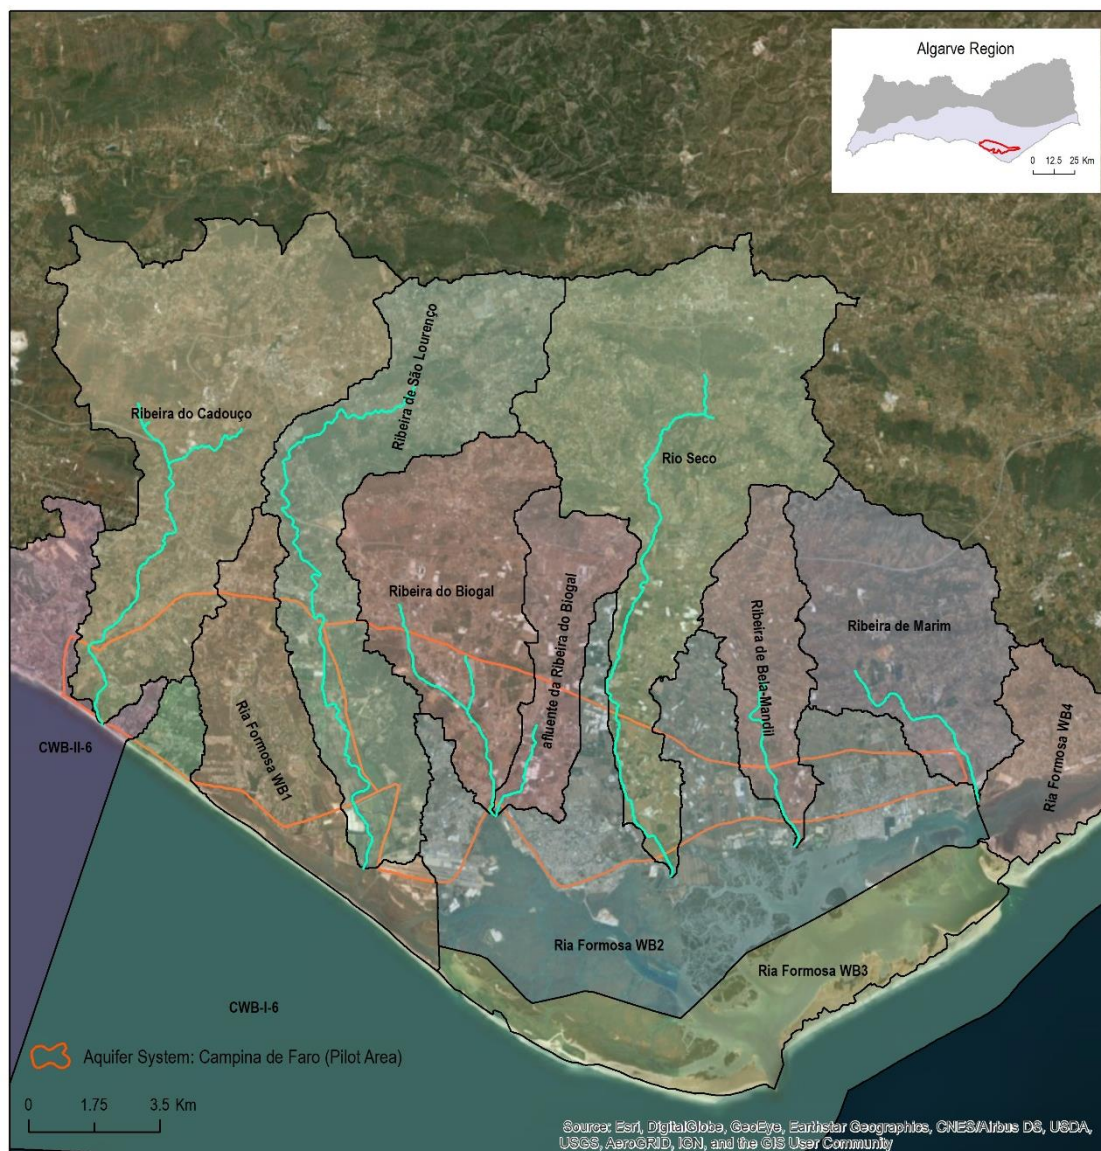 Algarve Region
0 12.5 25 Km
Ribeira de São Lourenço
Ribeira do Cadouço
Rio Seco
Ribeira do Biogal
afluente da Ribeira do Biogal
Ribeira de Bela-Mandil
Ribeira de Marim
Ria Formosa WB1
Ria Formosa WB4
CWB-II-6
Ria Formosa WB2
Ria Formosa WB3
CWB-I-6
Aquifer System: Campina de Faro (Pilot Area)
0 1.75 3.5 Km
Source: Esri, DigitalGlobe, GeoEye, Earthstar Geographics, CNES/Airbus DS, USDA,
USGS, AeroGRID, IGN, and the GIS User Community